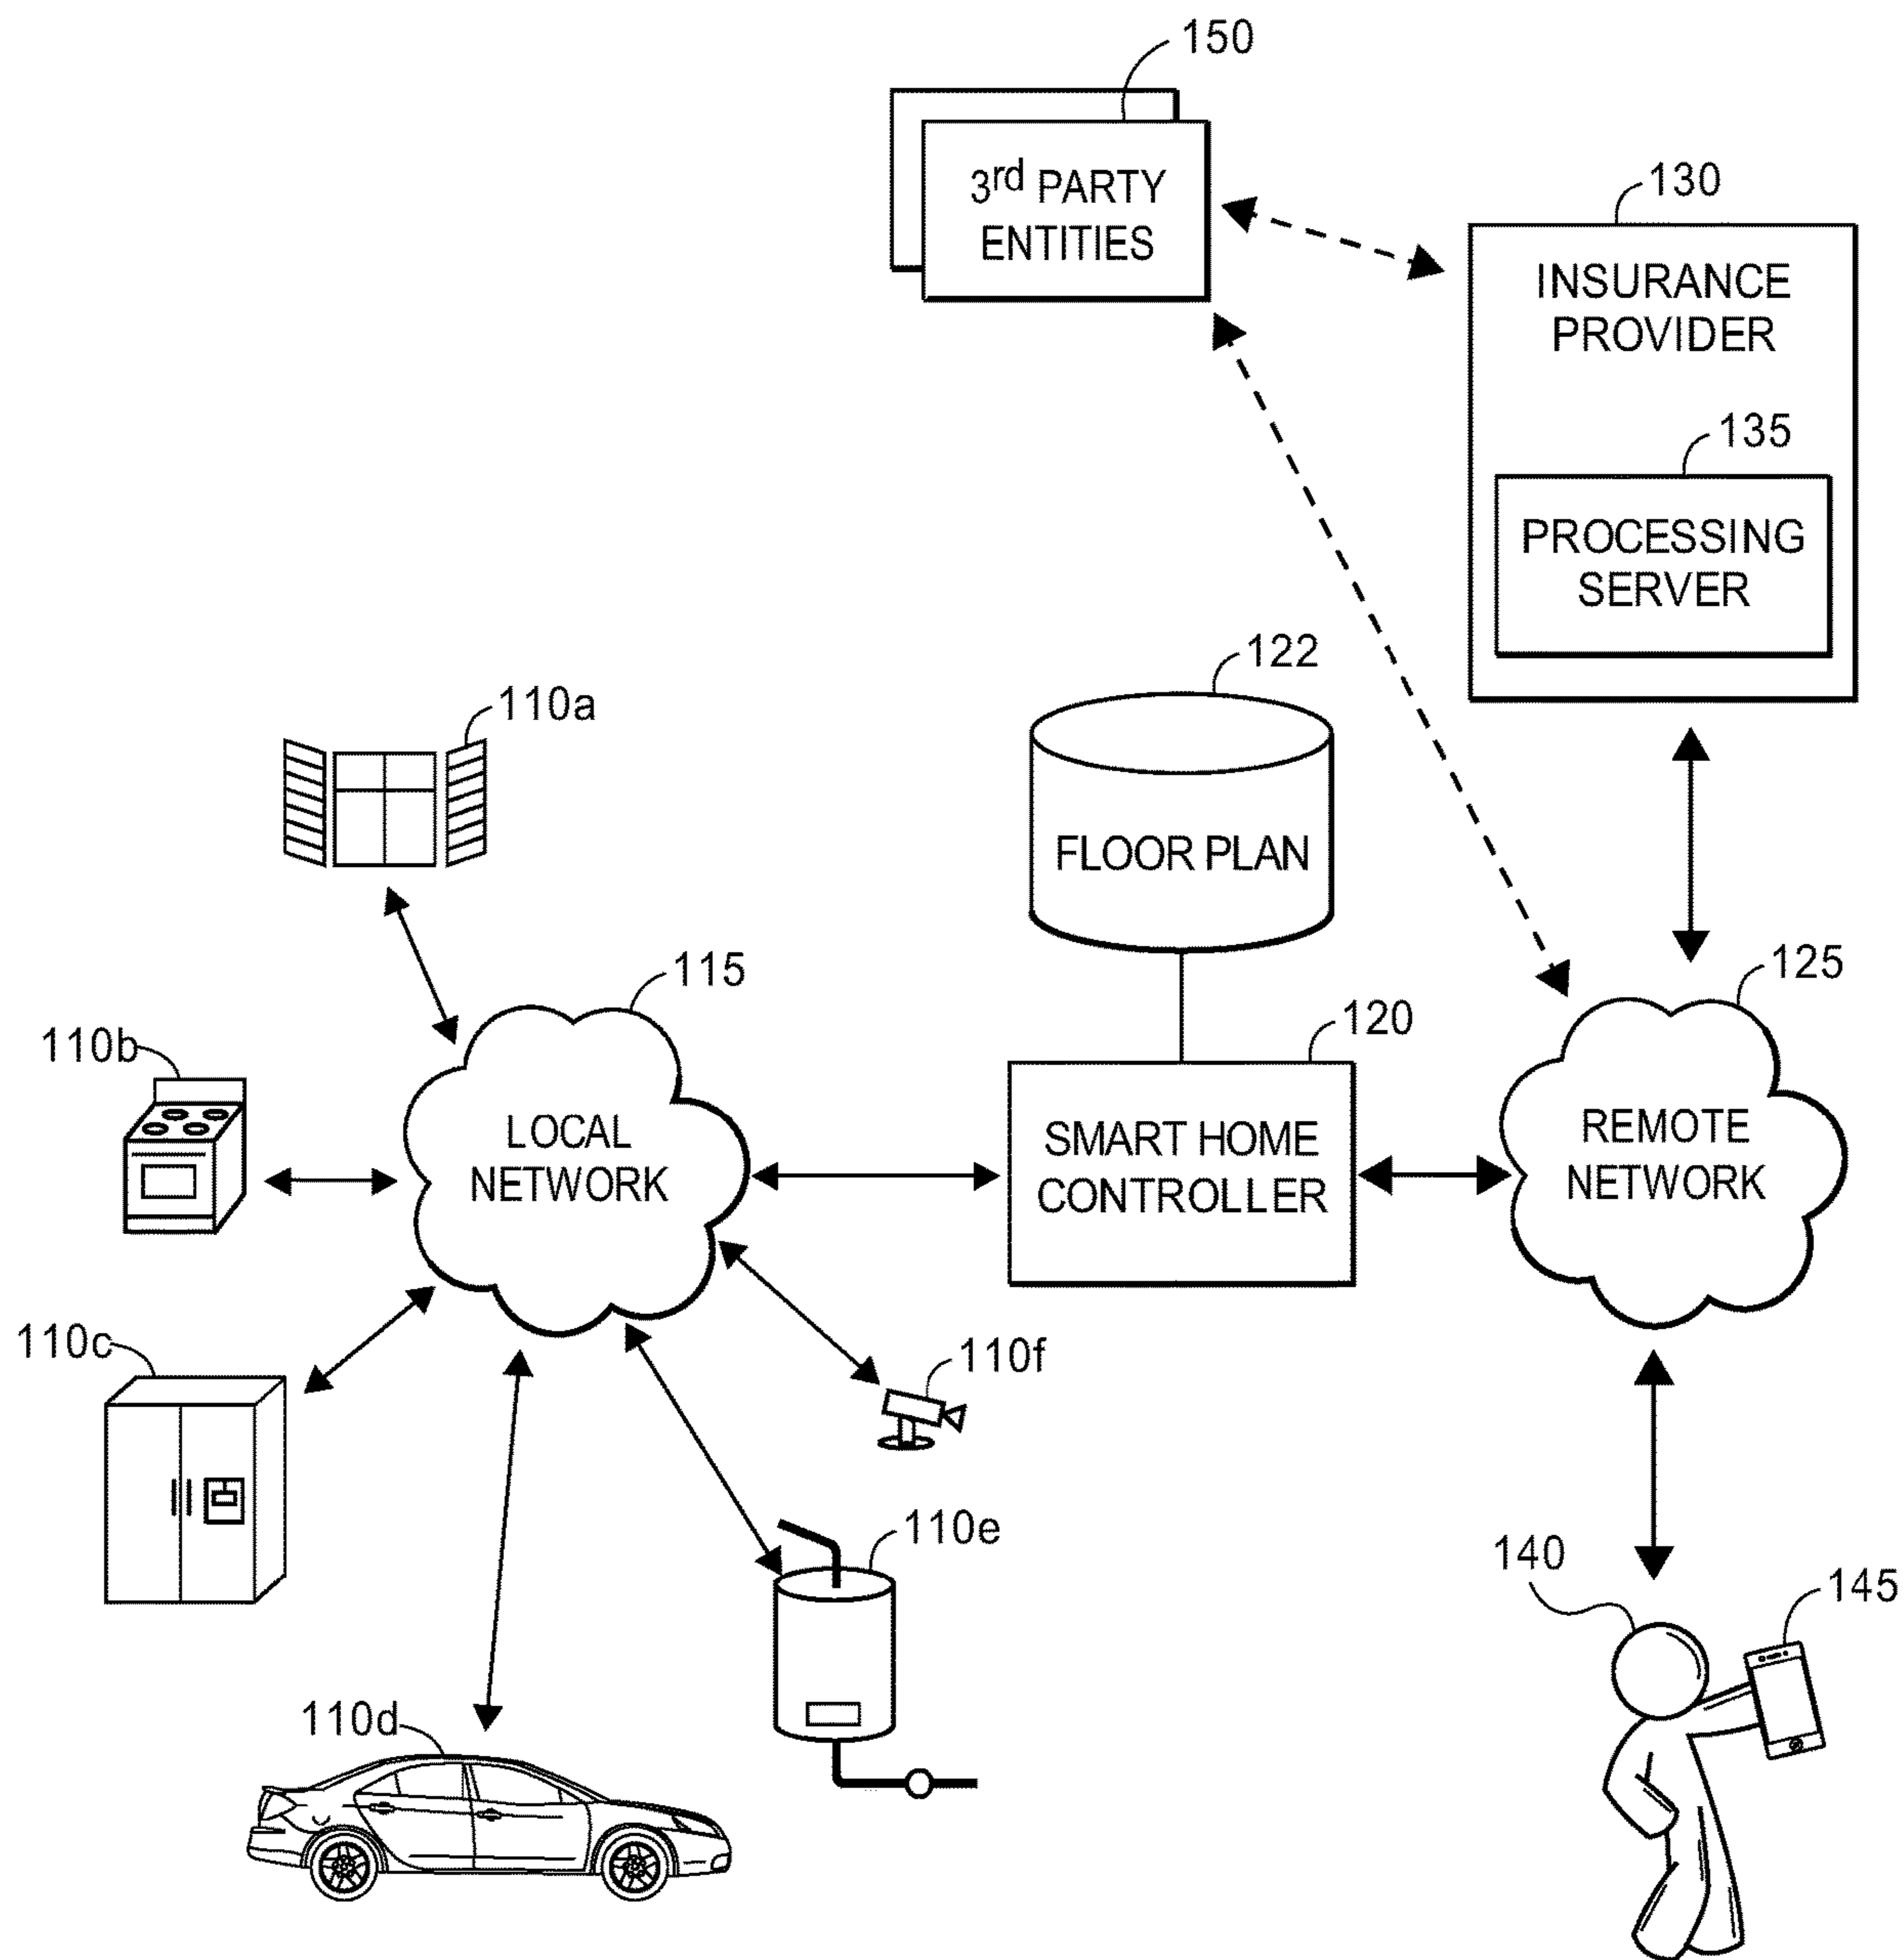 150
3rd PARTY
ENTITIES
130
INSURANCE
PROVIDER
135
PROCESSING
SERVER
122
FLOOR PLAN
110a
115
125
120
110b
LOCAL
NETWORK
SMART HOME
CONTROLLER
REMOTE
NETWORK
110c
110f
110e
140
145
110d